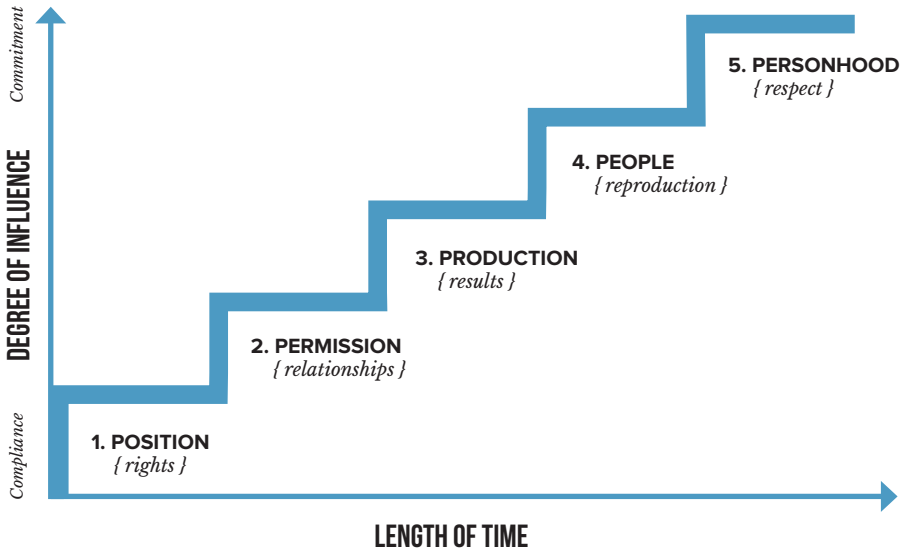 Commitment
5. PERSONHOOD
{ respect }
4. PEOPLE
{ reproduction }
DEGREE OF INFLUENCE
3. PRODUCTION
{ results }
2. PERMISSION
{ relationships }
Compliance
1. POSITION
{ rights }
LENGTH OF TIME